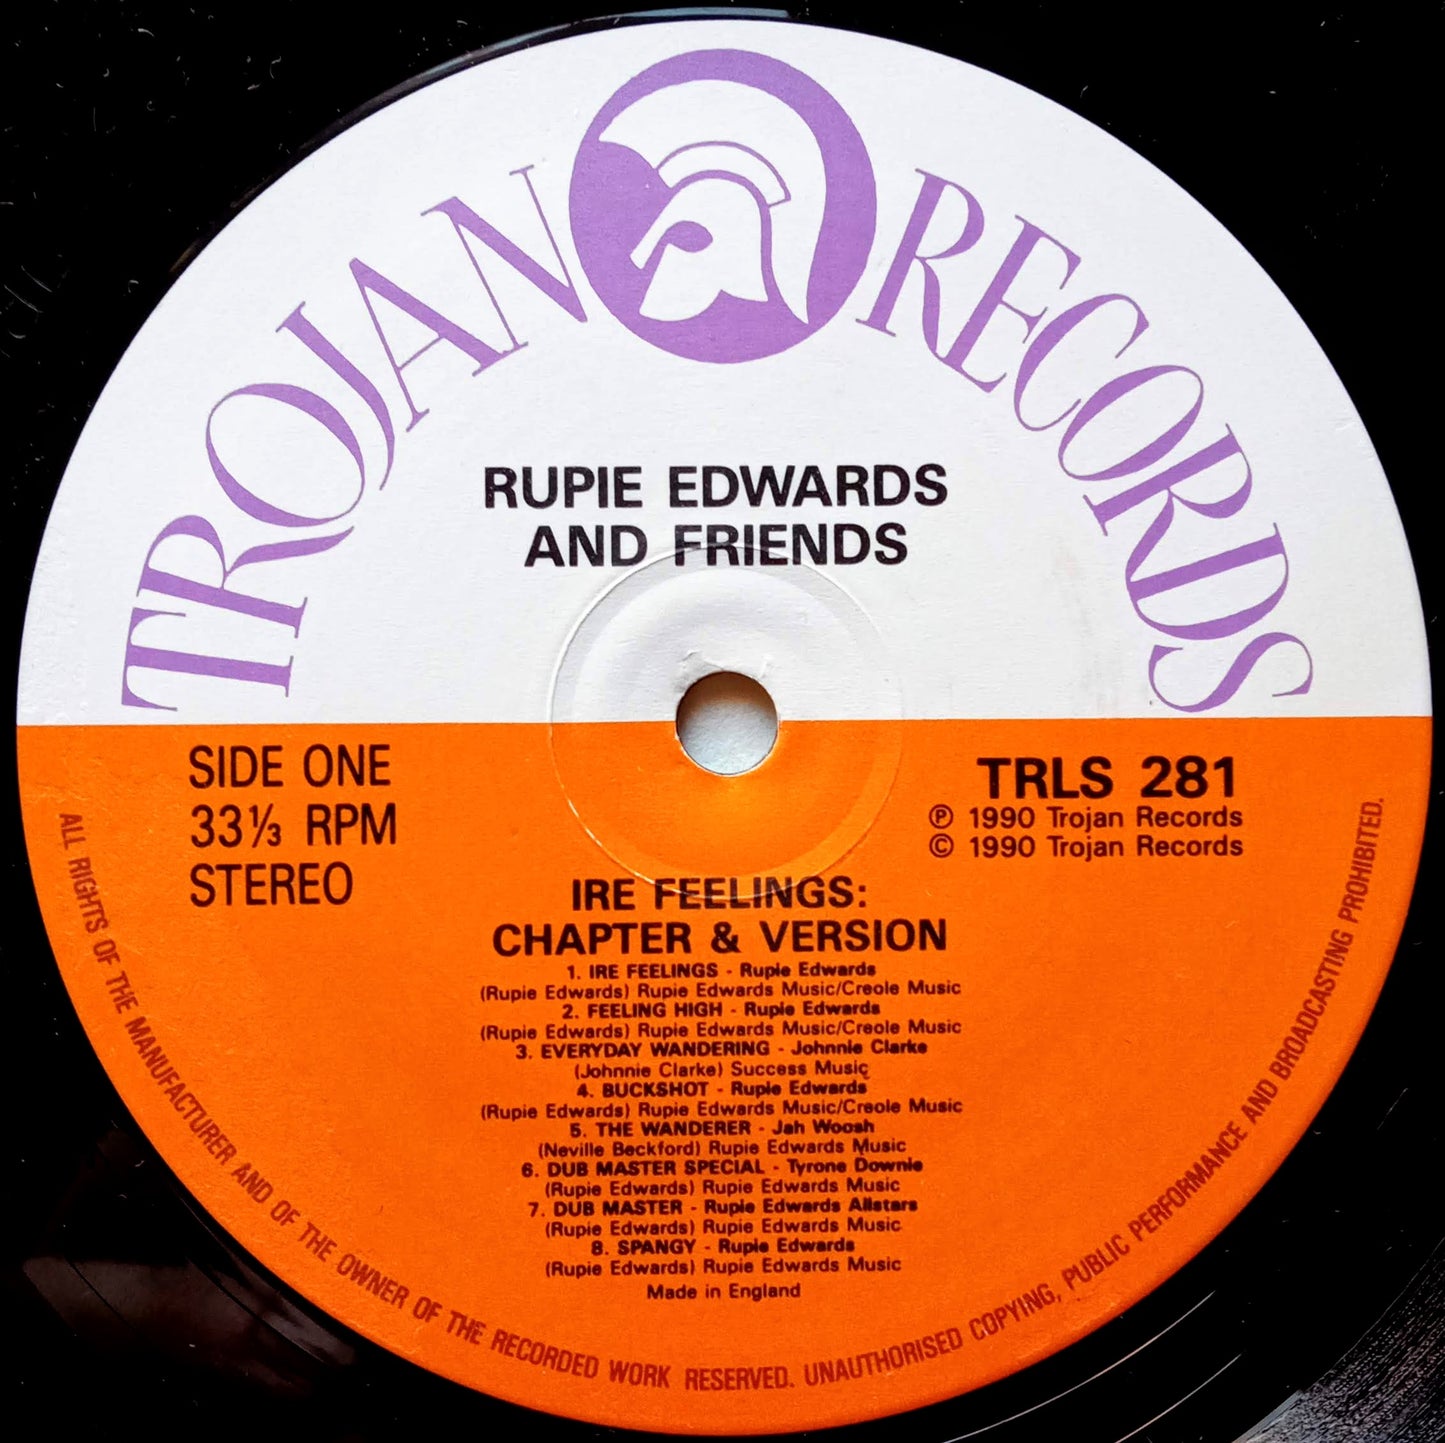 TROJAN RECORDS
RUPIE EDWARDS
AND FRIENDS
SIDE ONE
33⅓ RPM
STEREO
TRLS 281
℗ 1990 Trojan Records
© 1990 Trojan Records
IRE FEELINGS:
CHAPTER & VERSION
1. IRE FEELINGS - Rupie Edwards
(Rupie Edwards) Rupie Edwards Music/Creole Music
2. FEELING HIGH - Rupie Edwards
(Rupie Edwards) Rupie Edwards Music/Creole Music
3. EVERYDAY WANDERING - Johnnie Clarke
(Johnnie Clarke) Success Music
4. BUCKSHOT - Rupie Edwards
(Rupie Edwards) Rupie Edwards Music/Creole Music
5. THE WANDERER - Jah Woosh
(Neville Beckford) Rupie Edwards Music
6. DUB MASTER SPECIAL - Tyrone Downie
(Rupie Edwards) Rupie Edwards Music
7. DUB MASTER - Rupie Edwards Allstars
(Rupie Edwards) Rupie Edwards Music
8. SPANGY - Rupie Edwards
(Rupie Edwards) Rupie Edwards Music
Made in England
ALL RIGHTS OF THE MANUFACTURER AND OF THE OWNER OF THE RECORDED WORK RESERVED. UNAUTHORISED COPYING, PUBLIC PERFORMANCE AND BROADCASTING PROHIBITED.